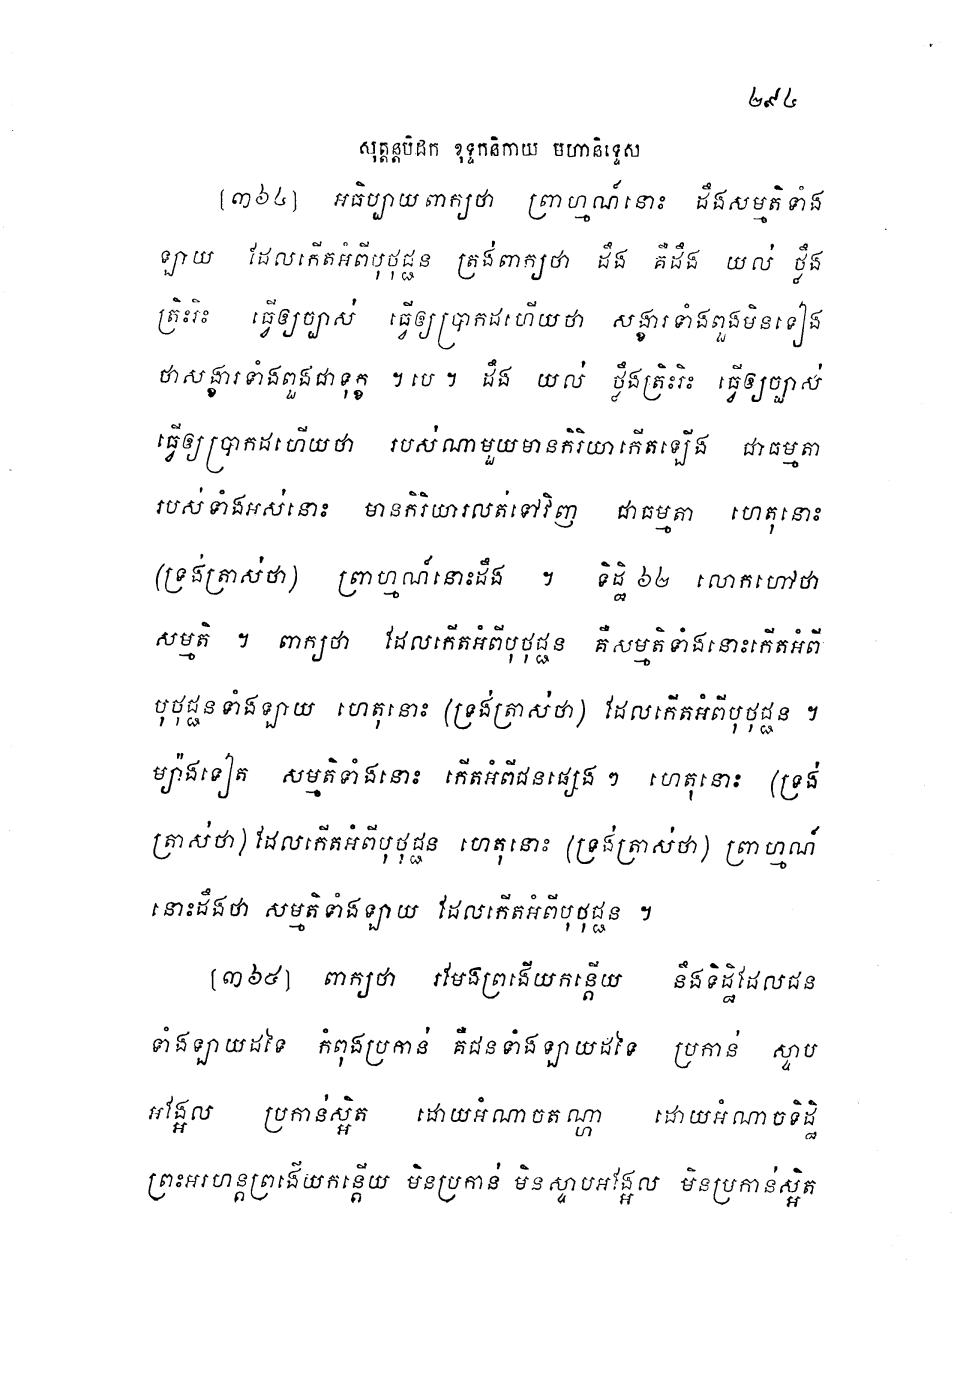 ២៩៤
សុត្តន្តបិដក ខុទ្ទកនិកាយ មហានិទ្ទេស
[៣៦៤] អធិប្បាយពាក្យថា ព្រាហ្មណ៍នោះ ដឹងសម្មតិទាំង
ឡាយ ដែលកើតអំពីបុថុជ្ជន ត្រង់ពាក្យថា ដឹង គឺដឹង យល់ ថ្លឹង
ត្រិះរិះ ធ្វើឲ្យច្បាស់ ធ្វើឲ្យប្រាកដហើយថា សង្ខារទាំងពួងមិនទៀង
ថាសង្ខារទាំងពួងជាទុក្ខ ។បេ។ ដឹង យល់ ថ្លឹងត្រិះរិះ ធ្វើឲ្យច្បាស់
ធ្វើឲ្យប្រាកដហើយថា របស់ណាមួយមានកិរិយាកើតឡើង ជាធម្មតា
របស់ទាំងអស់នោះ មានកិរិយារលត់ទៅវិញ ជាធម្មតា ហេតុនោះ
(ទ្រង់ត្រាស់ថា) ព្រាហ្មណ៍នោះដឹង ។ ទិដ្ឋិ ៦២ លោកហៅថា
សម្មតិ ។ ពាក្យថា ដែលកើតអំពីបុថុជ្ជន គឺសម្មតិទាំងនោះកើតអំពី
បុថុជ្ជនទាំងឡាយ ហេតុនោះ (ទ្រង់ត្រាស់ថា) ដែលកើតអំពីបុថុជ្ជន ។
ម្យ៉ាងទៀត សម្មតិទាំងនោះ កើតអំពីជនផ្សេង ៗ ហេតុនោះ (ទ្រង់
ត្រាស់ថា) ដែលកើតអំពីបុថុជ្ជន ហេតុនោះ (ទ្រង់ត្រាស់ថា) ព្រាហ្មណ៍
នោះដឹងថា សម្មតិទាំងឡាយ ដែលកើតអំពីបុថុជ្ជន ។
[៣៦៥] ពាក្យថា រមែងព្រងើយកន្តើយ នឹងទិដ្ឋិដែលជន
ទាំងឡាយដទៃ កំពុងប្រកាន់ គឺជនទាំងឡាយដទៃ ប្រកាន់ ស្ទាប
អង្អែល ប្រកាន់ស្អិត ដោយអំណាចតណ្ហា ដោយអំណាចទិដ្ឋិ
ព្រះអរហន្តព្រងើយកន្តើយ មិនប្រកាន់ មិនស្ទាបអង្អែល មិនប្រកាន់ស្អិត